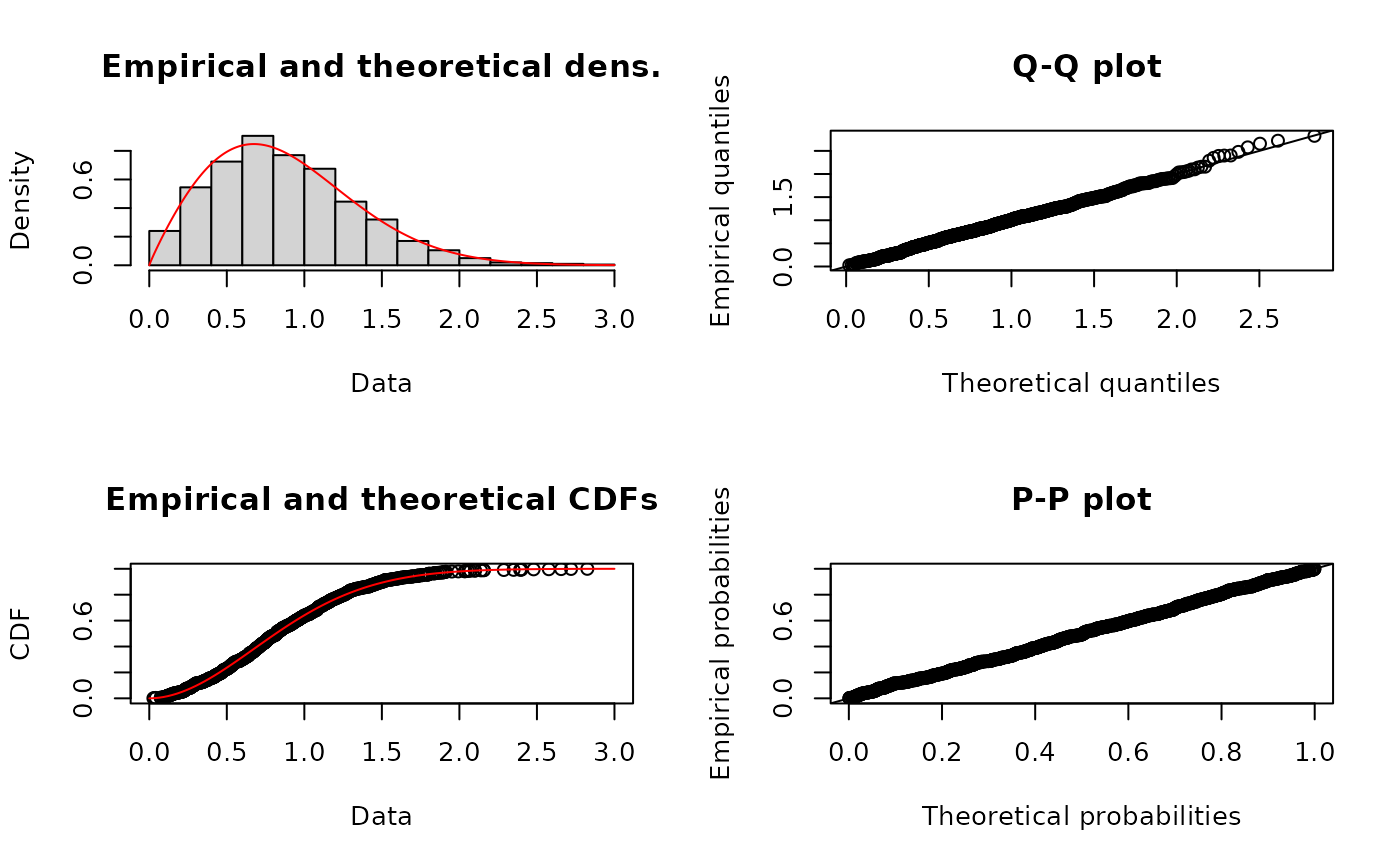 Empirical and theoretical dens.
Density
0.0 0.6
0.0 0.5 1.0 1.5 2.0 2.5 3.0
Data
Q-Q plot
Empirical quantiles
0.0 1.5
0.0 0.5 1.0 1.5 2.0 2.5
Theoretical quantiles
Empirical and theoretical CDFs
CDF
0.0 0.6
0.0 0.5 1.0 1.5 2.0 2.5 3.0
Data
P-P plot
Empirical probabilities
0.0 0.6
0.0 0.2 0.4 0.6 0.8 1.0
Theoretical probabilities